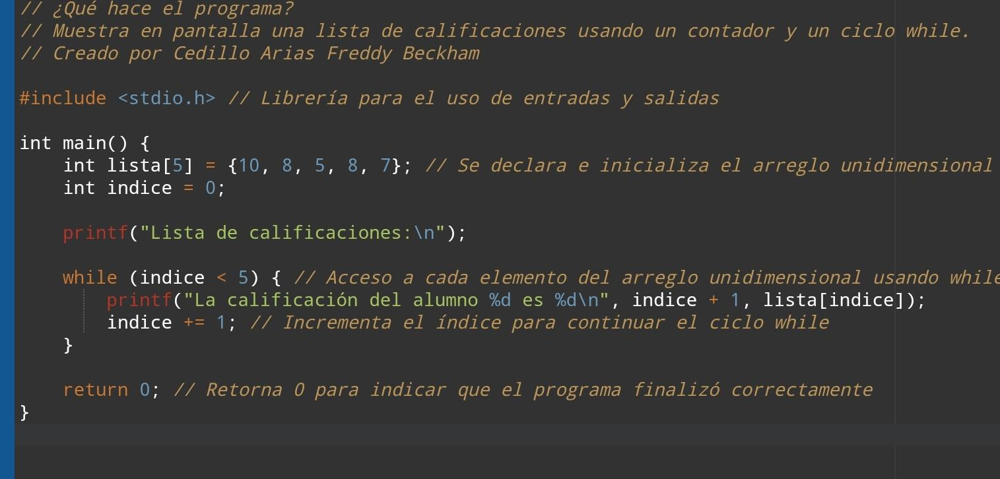 // ¿Qué hace el programa?
// Muestra en pantalla una lista de calificaciones usando un contador y un ciclo while.
// Creado por Cedillo Arias Freddy Beckham
#include <stdio.h> // Librería para el uso de entradas y salidas
int main() {
    int lista[5] = {10, 8, 5, 8, 7}; // Se declara e inicializa el arreglo unidimensional
    int indice = 0;
    printf("Lista de calificaciones:\n");
    while (indice < 5) { // Acceso a cada elemento del arreglo unidimensional usando while
        printf("La calificación del alumno %d es %d\n", indice + 1, lista[indice]);
        indice += 1; // Incrementa el índice para continuar el ciclo while
    }
    return 0; // Retorna 0 para indicar que el programa finalizó correctamente
}